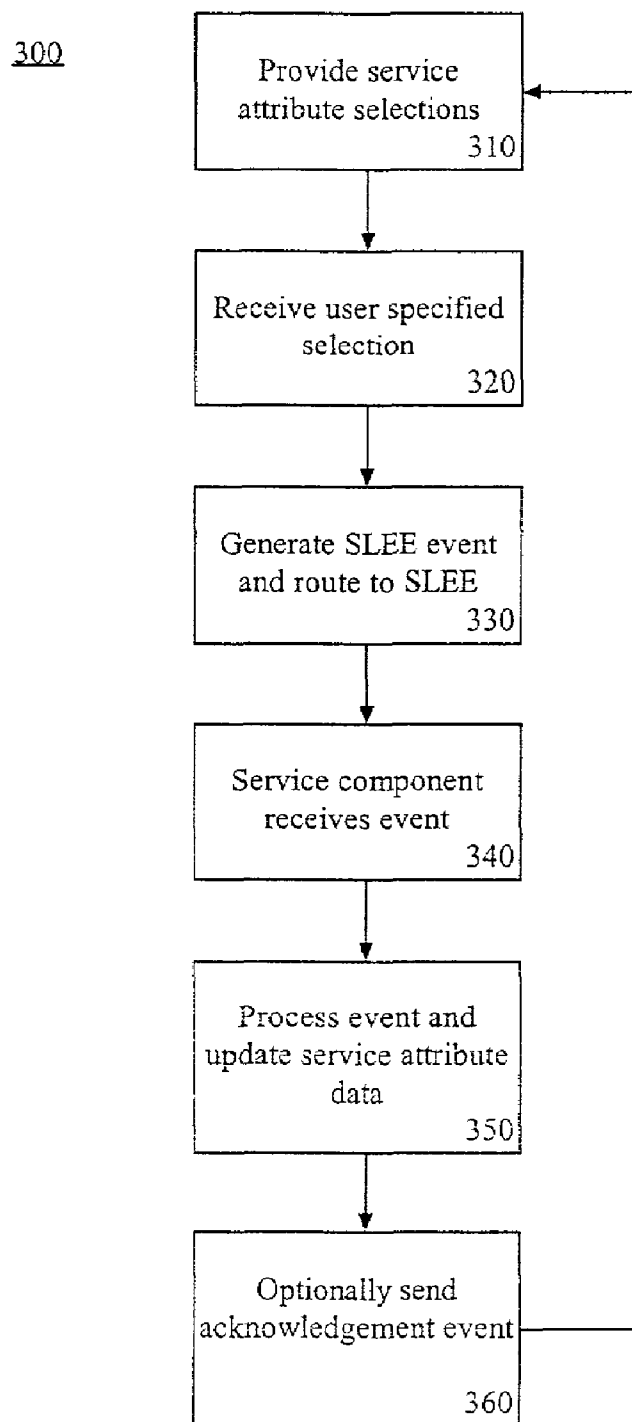 300
Provide service
attribute selections
310
Receive user specified
selection
320
Generate SLEE event
and route to SLEE
330
Service component
receives event
340
Process event and
update service attribute
data
350
Optionally send
acknowledgement event
360